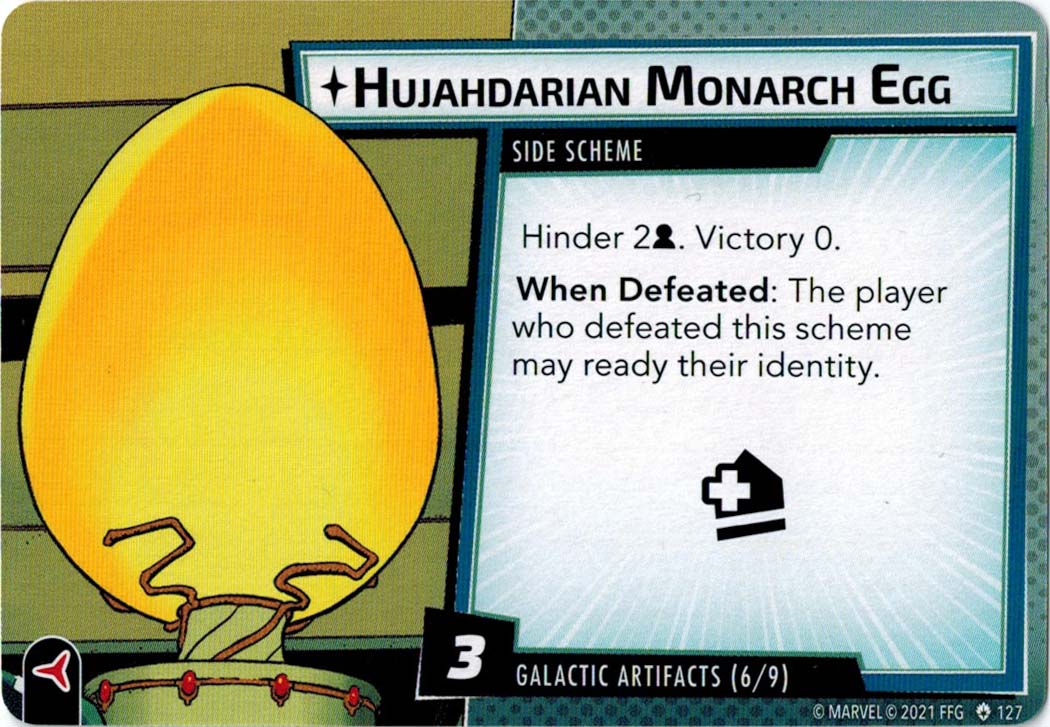 Hujahdarian Monarch Egg
SIDE SCHEME
Hinder 2. Victory 0.
When Defeated: The player
who defeated this scheme
may ready their identity.
3
GALACTIC ARTIFACTS (6/9)
© MARVEL © 2021 FFG 127